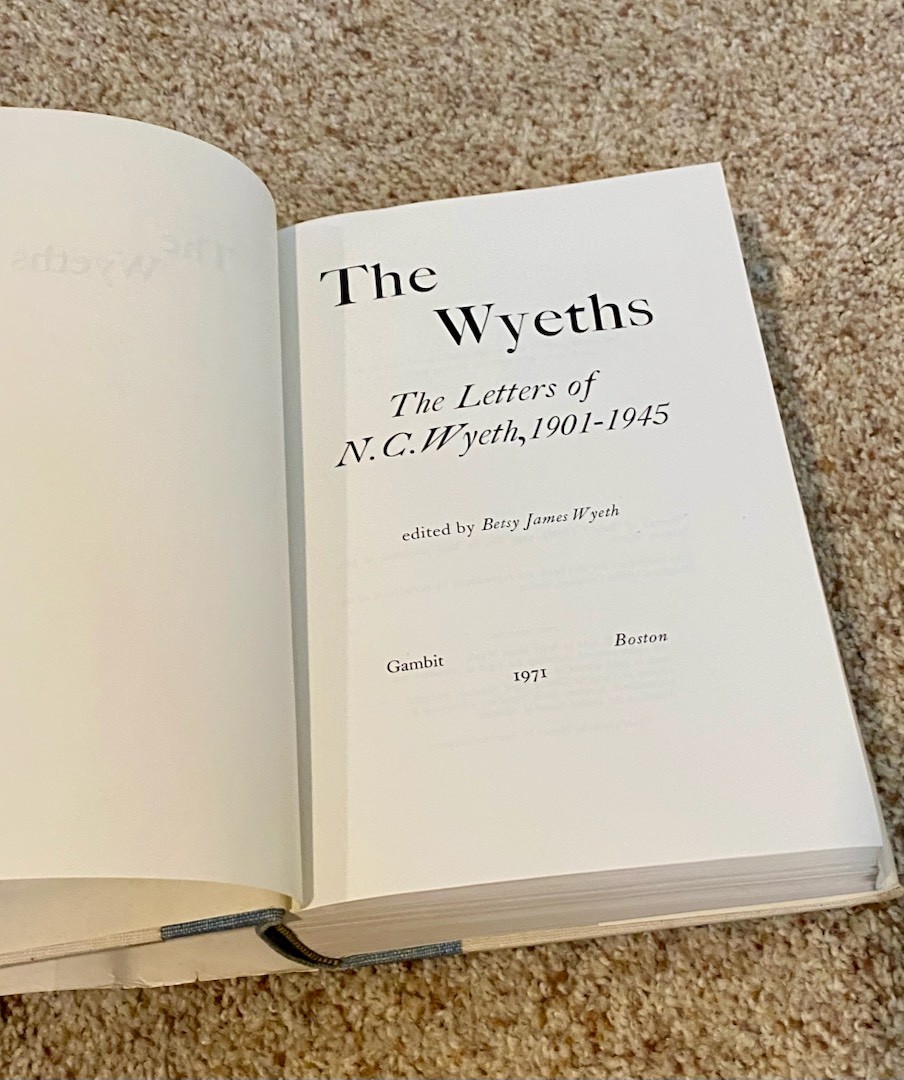 The
Wyeths
The Letters of
N.C.Wyeth, 1901-1945
edited by Betsy James Wyeth
Gambit
Boston
1971